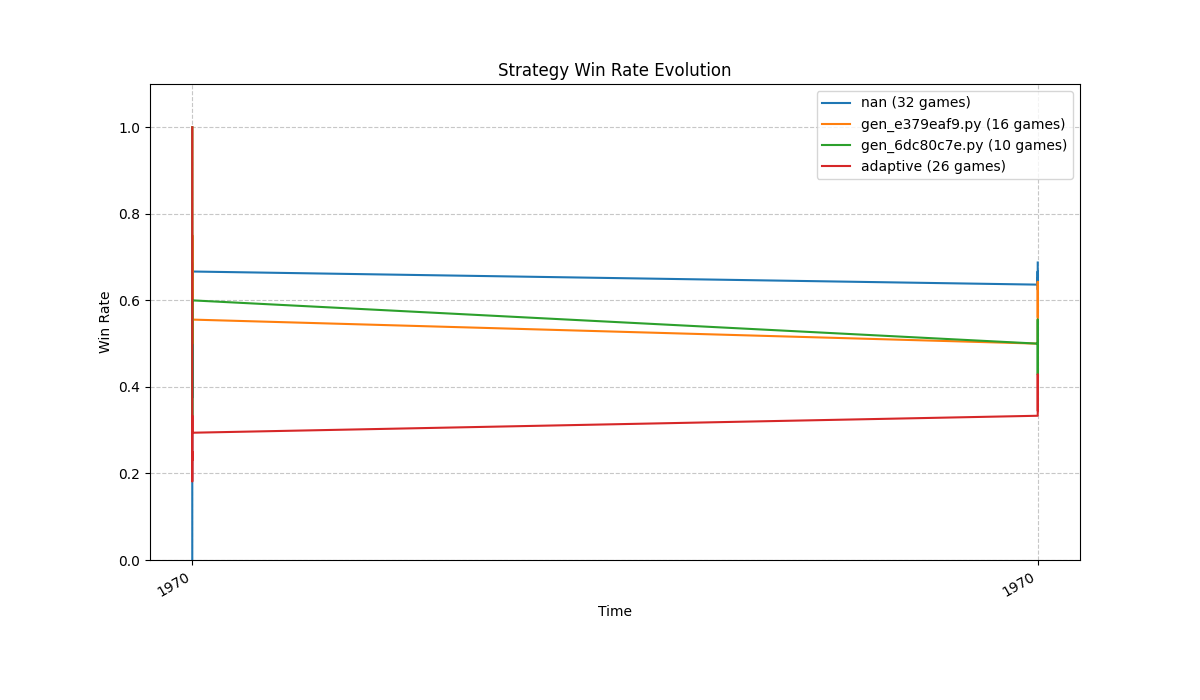 Strategy Win Rate Evolution
nan (32 games)
gen_e379eaf9.py (16 games)
gen_6dc80c7e.py (10 games)
adaptive (26 games)
Win Rate
1.0
0.8
0.6
0.4
0.2
0.0
1970
1970
Time